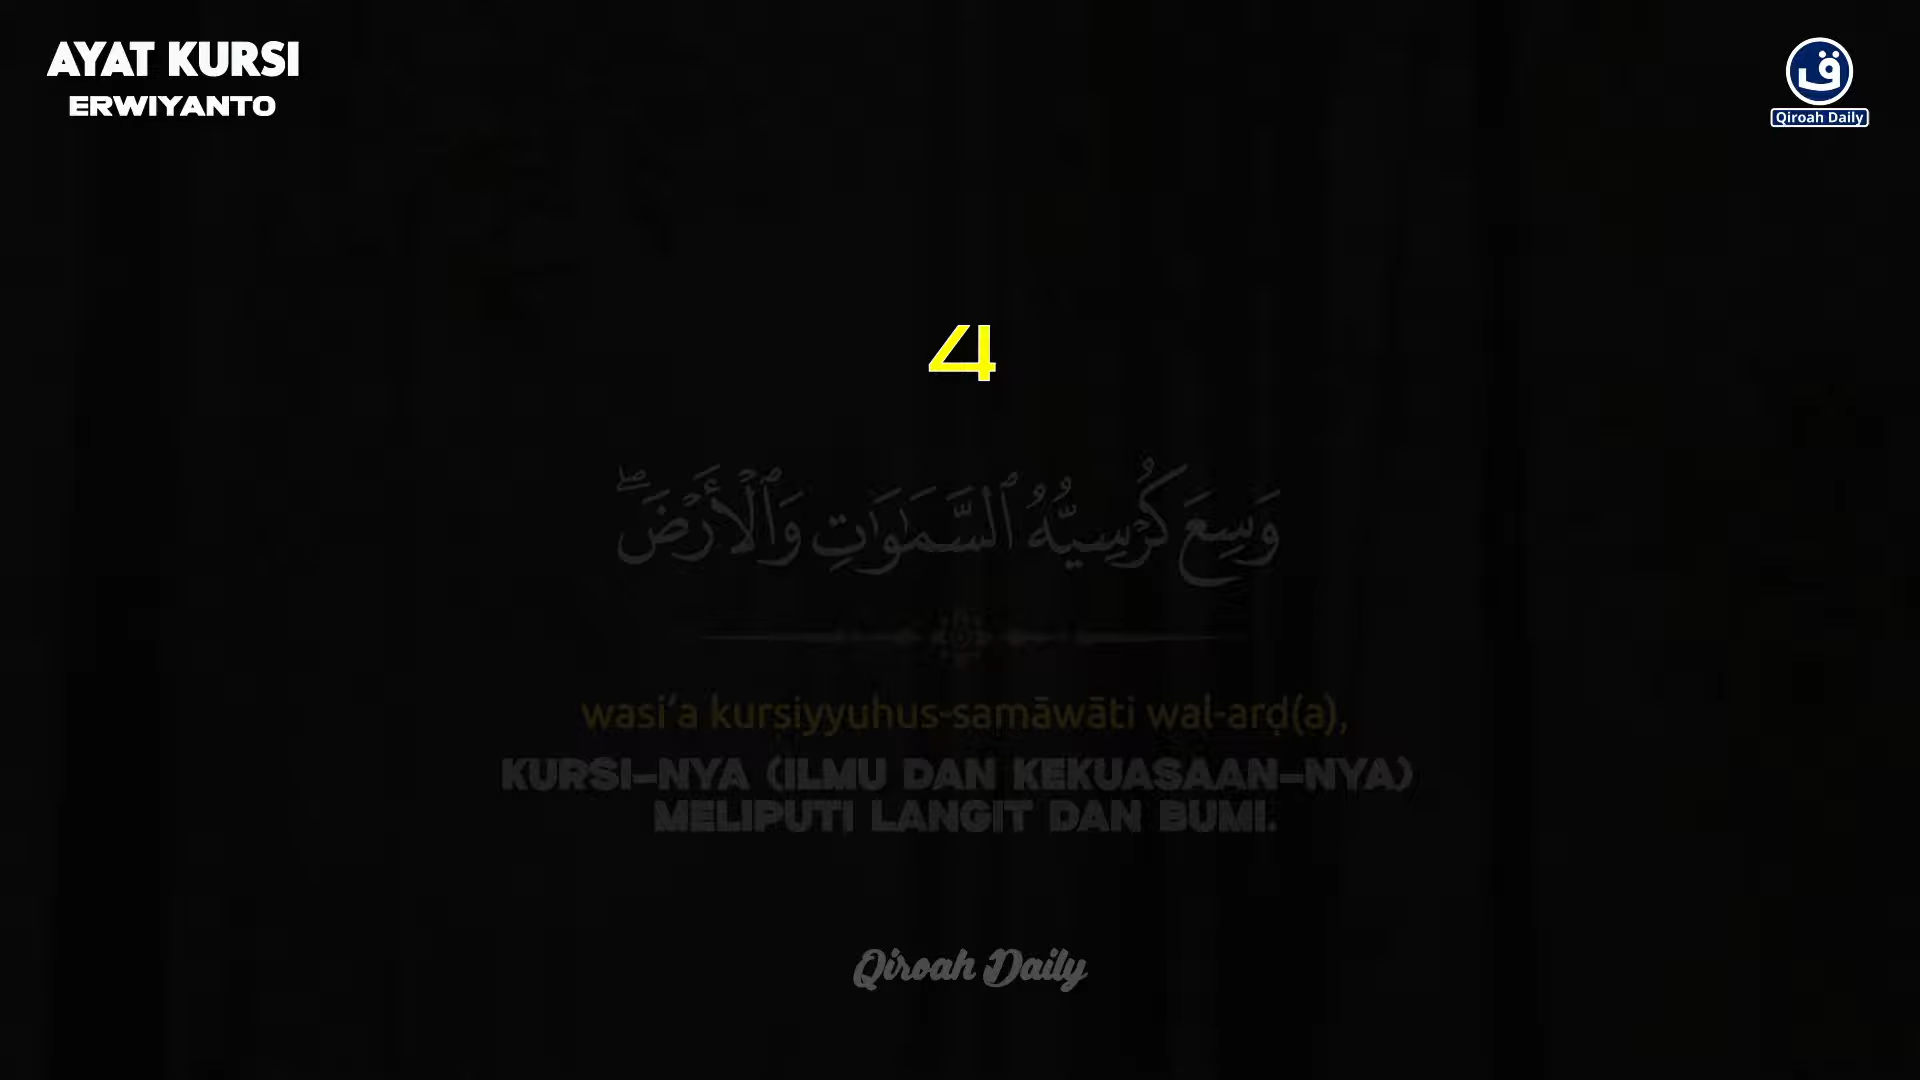 AYAT KURSI
ERWIYANTO
ق
Qiroah Daily
4
وَسِعَ كُرْسِيُّهُ ٱلسَّمَٰوَٰتِ وَٱلْأَرْضَ ۖ
wasi‘a kursiyyuhus-samāwāti wal-arḍ(a),
KURSI-NYA (ILMU DAN KEKUASAAN-NYA)
MELIPUTI LANGIT DAN BUMI.
Qiroah Daily